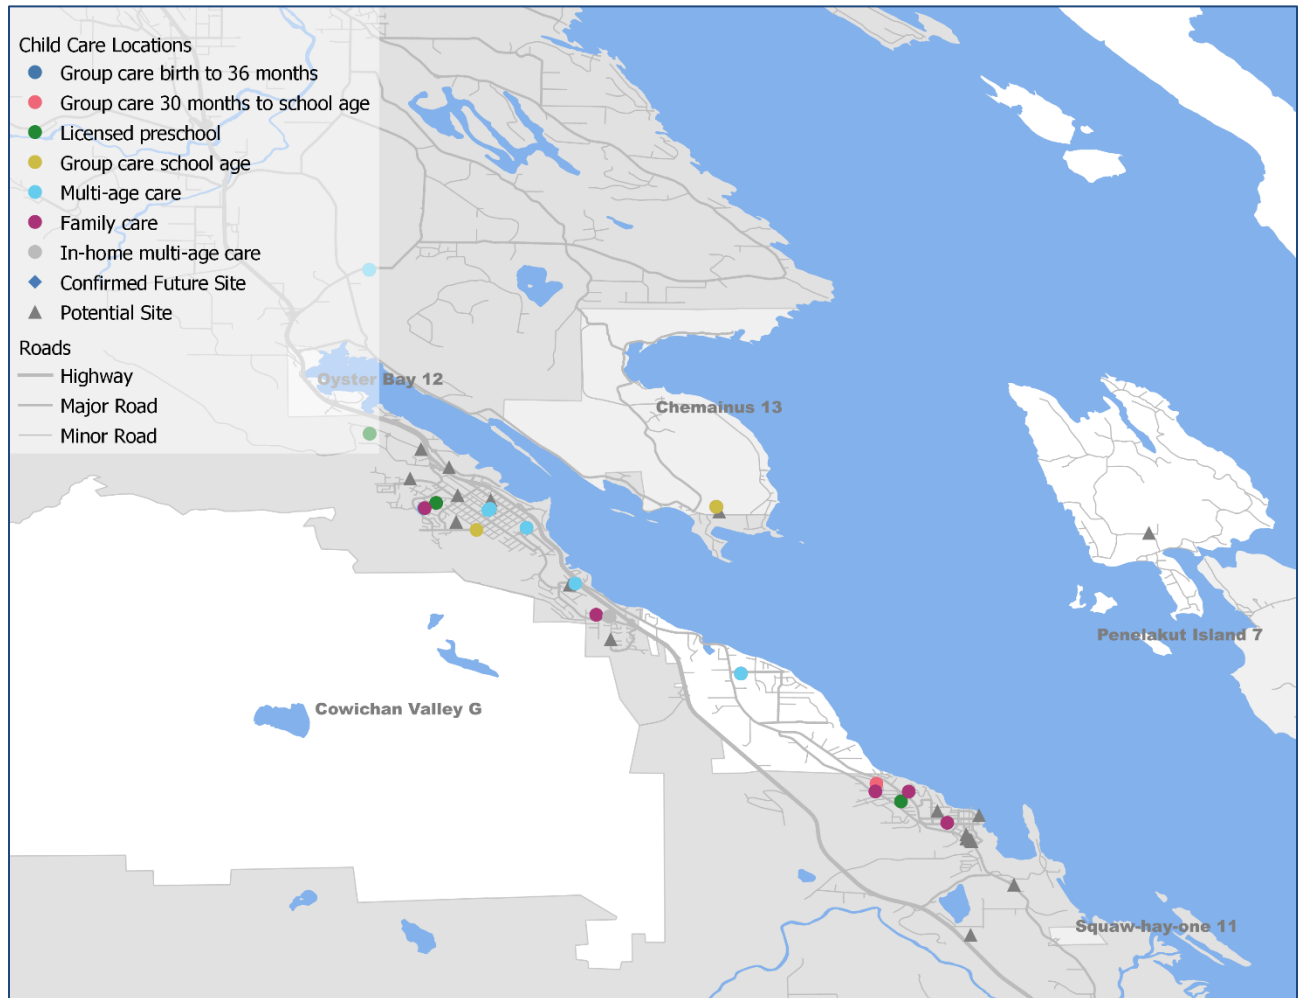 Child Care Locations
Group care birth to 36 months
Group care 30 months to school age
Licensed preschool
Group care school age
Multi-age care
Family care
In-home multi-age care
Confirmed Future Site
Potential Site
Roads
Highway
Major Road
Minor Road
Oyster Bay 12
Chemainus 13
Penelakut Island 7
Cowichan Valley G
Squaw-hay-one 11